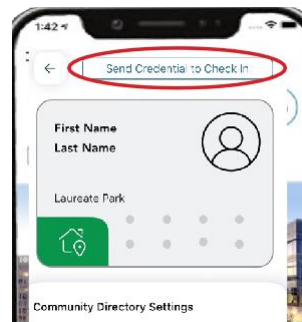 1:42
Send Credential to Check In
First Name
Last Name
Laureate Park
Community Directory Settings